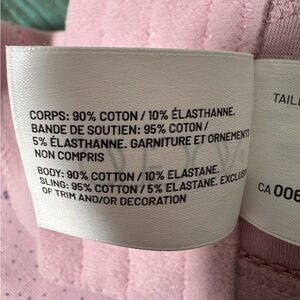 CORPS: 90% COTON / 10% ÉLASTHANNE.
BANDE DE SOUTIEN: 95% COTON /
5% ÉLASTHANNE. GARNITURE ET ORNEMENTS
NON COMPRIS
BODY: 90% COTTON / 10% ELASTANE.
SLING: 95% COTTON / 5% ELASTANE. EXCLUS
OF TRIM AND/OR DECORATION
TAIL
CA 006